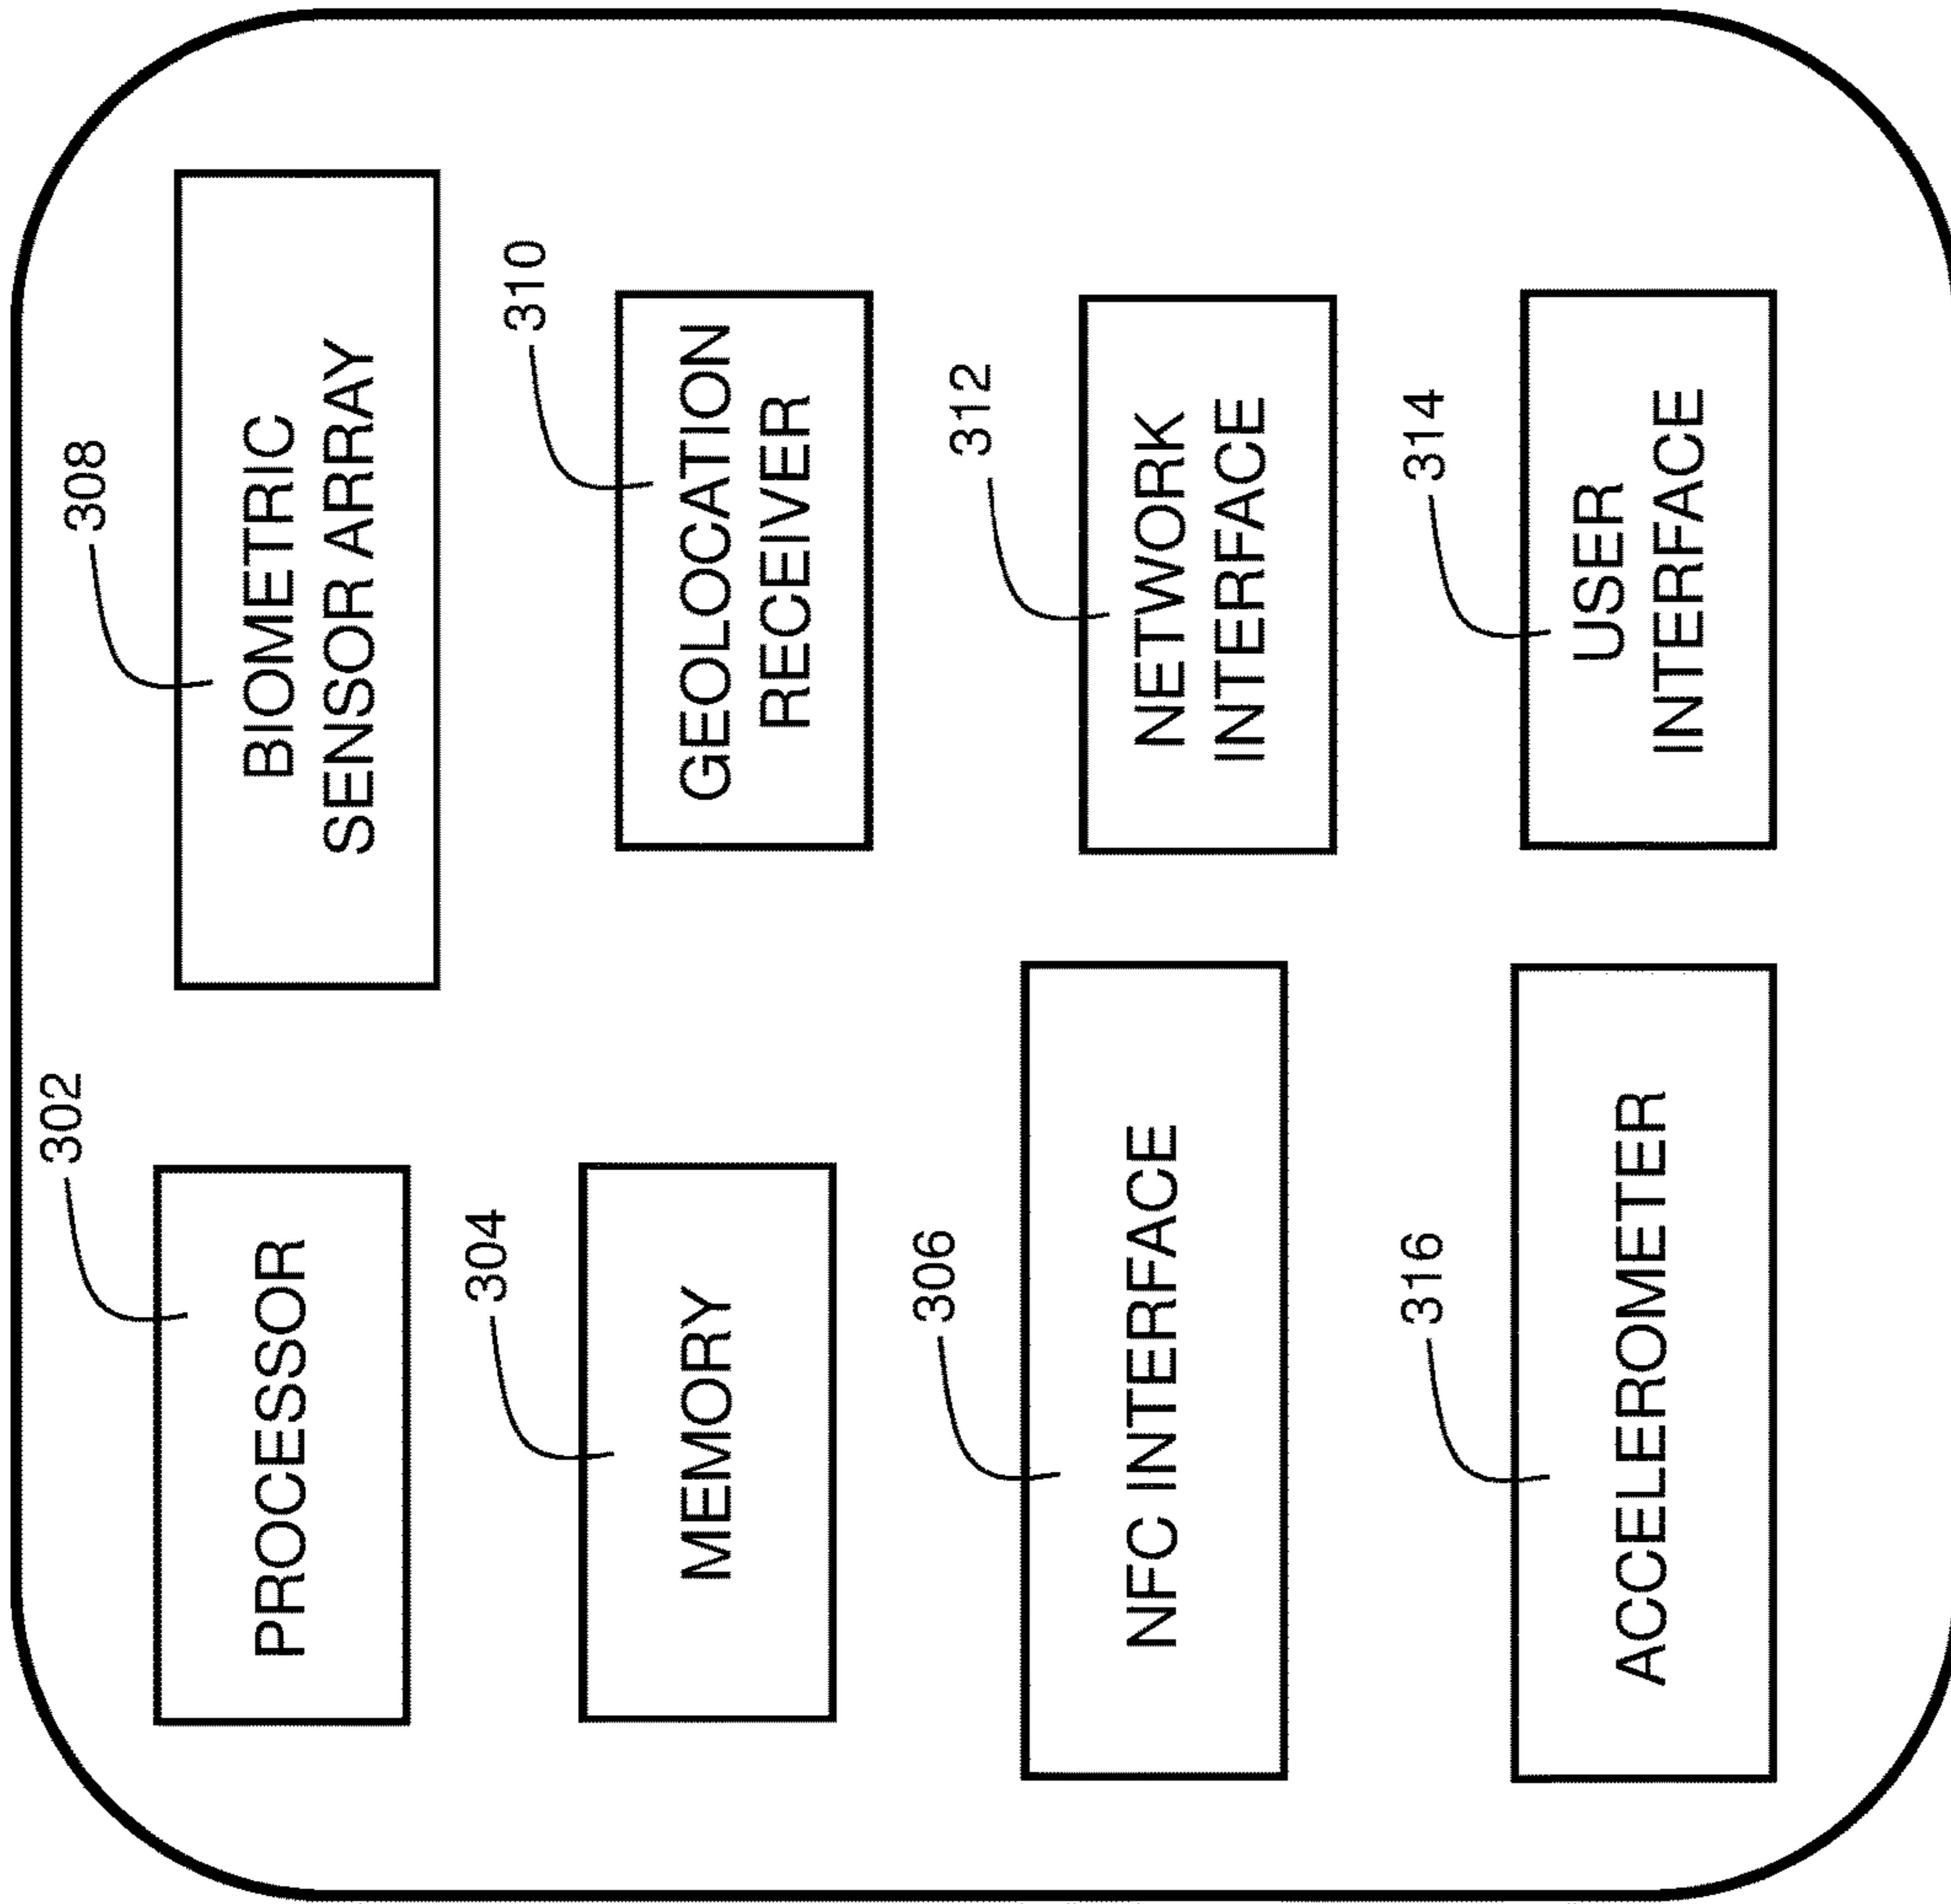 302
PROCESSOR
308
BIOMETRIC
SENSOR ARRAY
304
MEMORY
310
GEOLOCATION
RECEIVER
306
NFC INTERFACE
312
NETWORK
INTERFACE
316
ACCELEROMETER
314
USER
INTERFACE